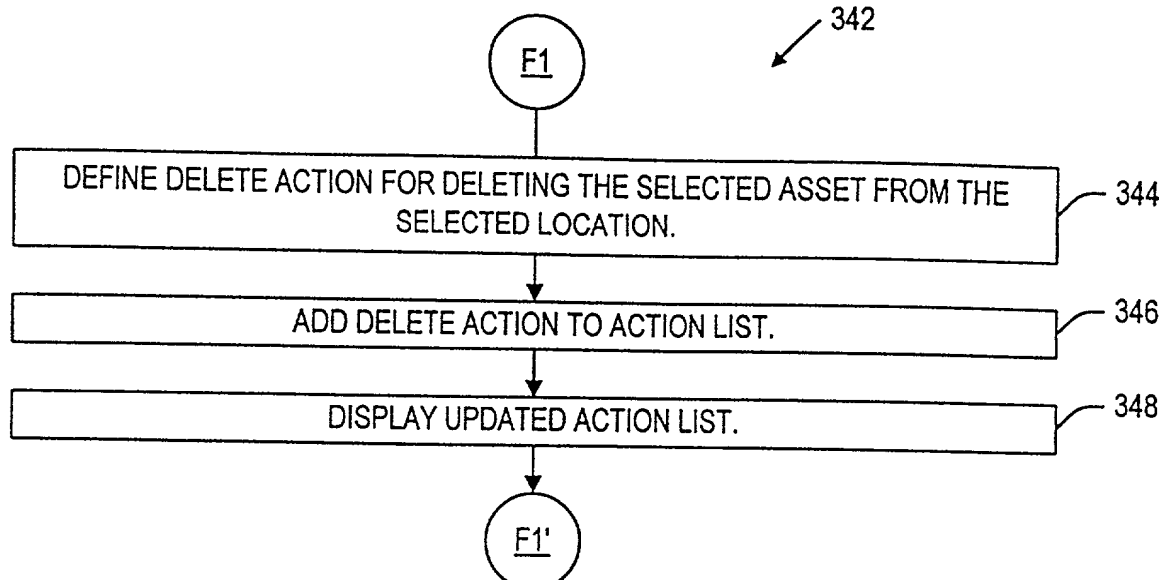 342
F1
DEFINE DELETE ACTION FOR DELETING THE SELECTED ASSET FROM THE
SELECTED LOCATION.
344
ADD DELETE ACTION TO ACTION LIST.
346
DISPLAY UPDATED ACTION LIST.
348
F1'